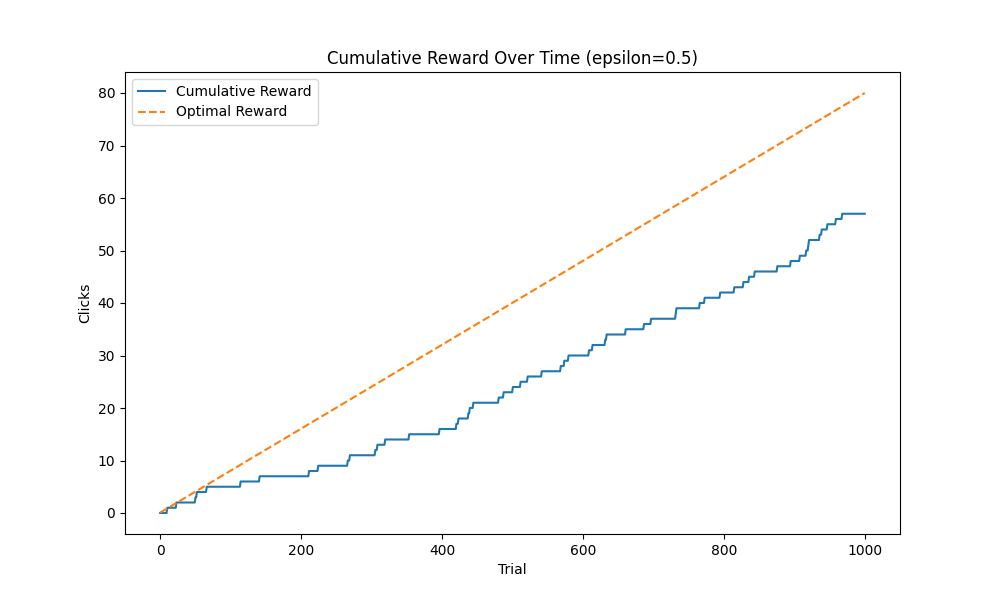 Cumulative Reward Over Time (epsilon=0.5)
Cumulative Reward
Optimal Reward
Clicks
80
70
60
50
40
30
20
10
0
0 200 400 600 800 1000
Trial